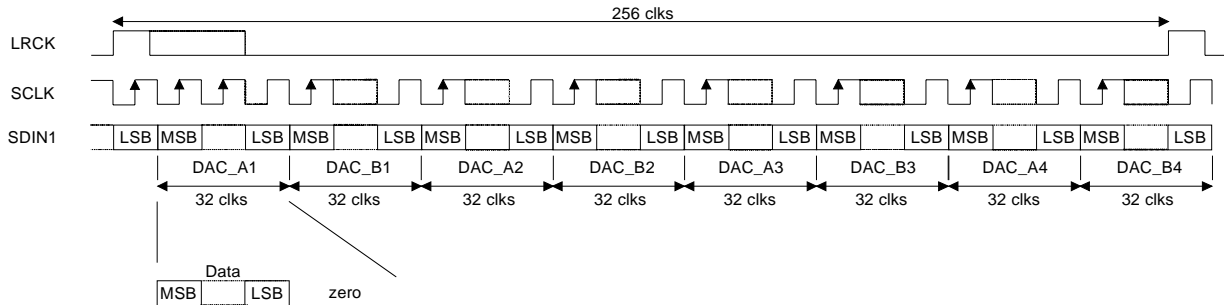 256 clks
LRCK
SCLK
SDIN1
LSB MSB LSB MSB LSB MSB LSB MSB LSB MSB LSB MSB LSB MSB LSB MSB LSB
DAC_A1 DAC_B1 DAC_A2 DAC_B2 DAC_A3 DAC_B3 DAC_A4 DAC_B4
32 clks 32 clks 32 clks 32 clks 32 clks 32 clks 32 clks 32 clks
Data
MSB LSB zero